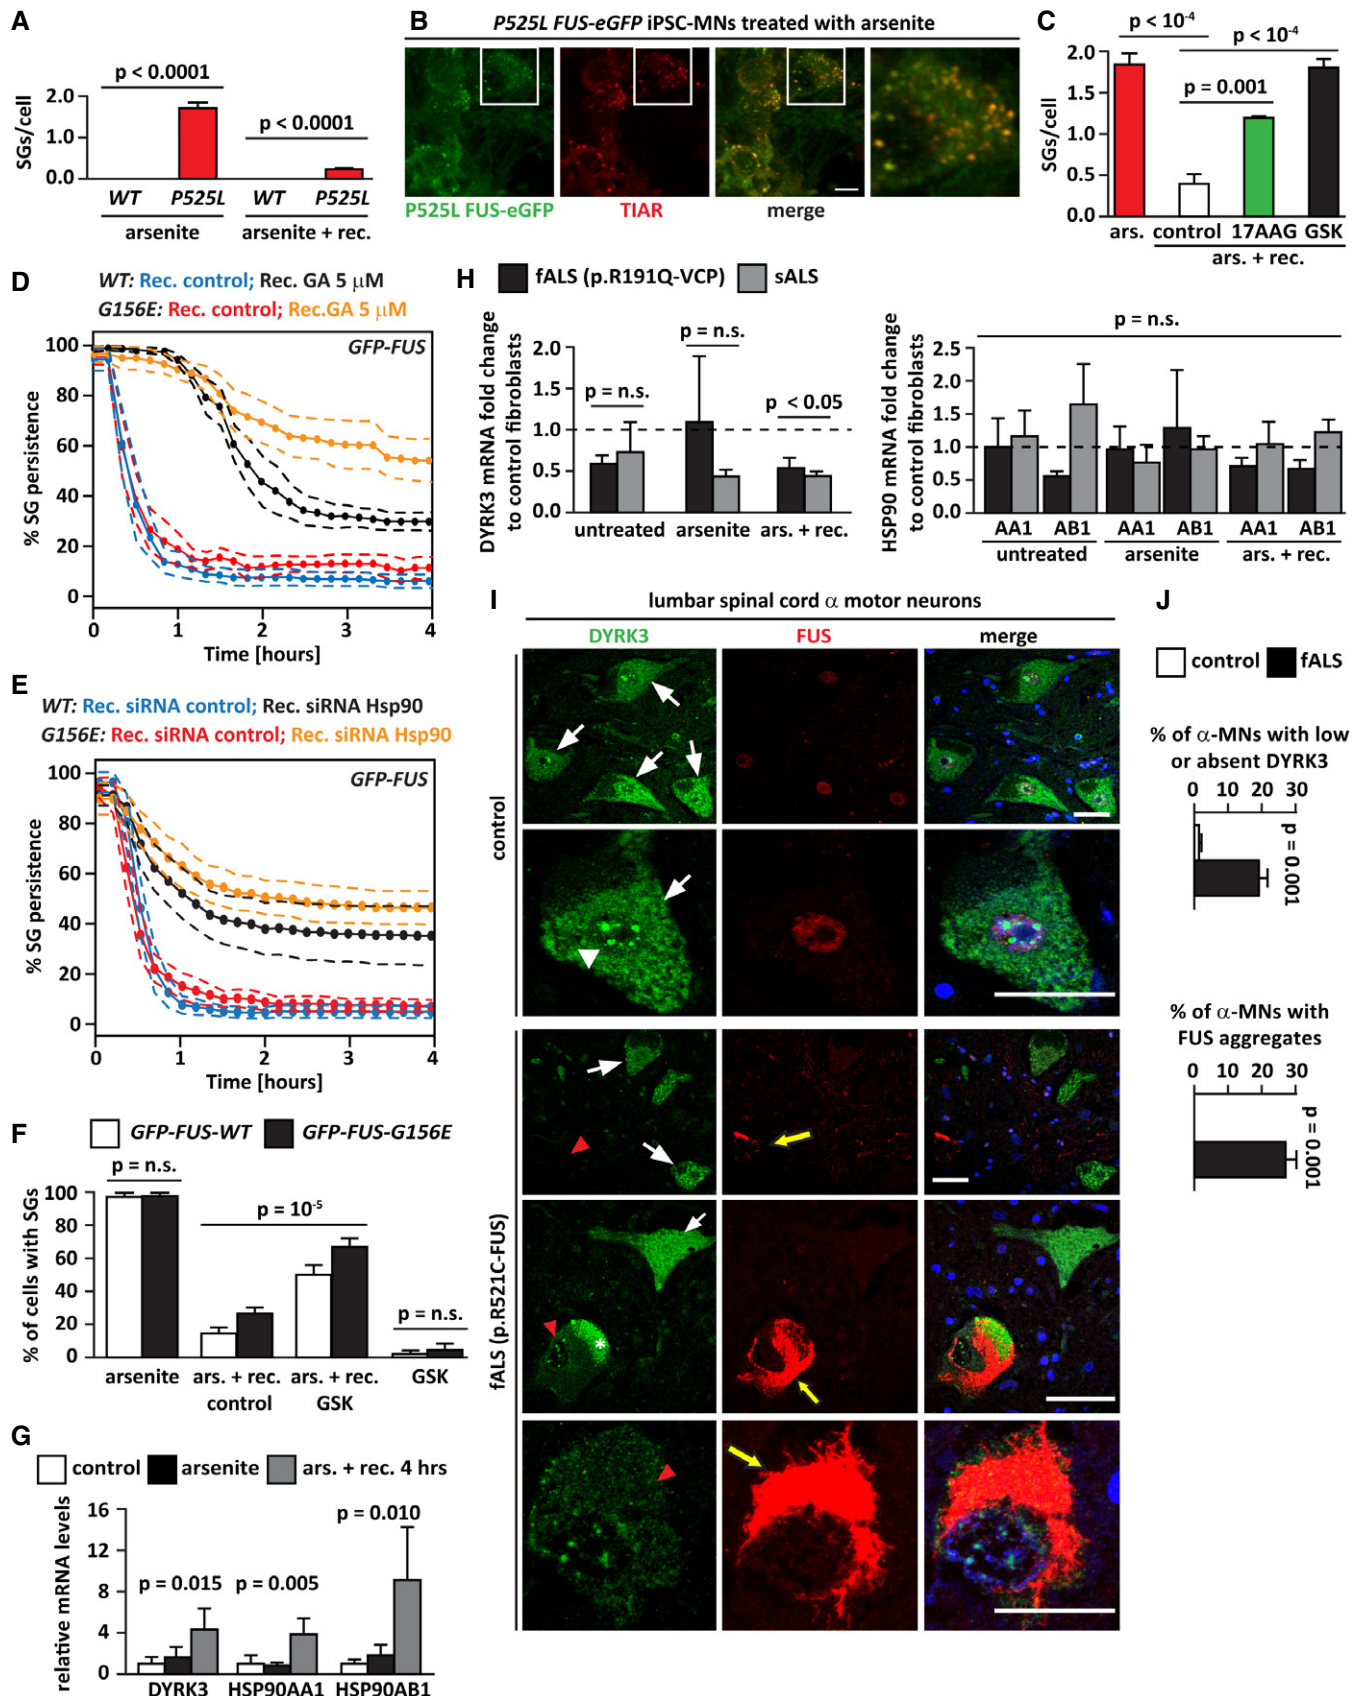 A
p < 0.0001
2.0
1.0
0.0
SGs/cell
p < 0.0001
WT P525L WT P525L
arsenite arsenite + rec.
B
P525L FUS-eGFP iPSC-MNs treated with arsenite
P525L FUS-eGFP TIAR merge
C
p < 10-4
p < 10-4
p = 0.001
2.0
1.5
1.0
0.5
0.0
SGs/cell
ars. control 17AAG GSK
ars. + rec.
D
WT: Rec. control; Rec. GA 5 μM
G156E: Rec. control; Rec.GA 5 μM
GFP-FUS
100
80
60
40
20
0
% SG persistence
0 1 2 3 4
Time [hours]
E
WT: Rec. siRNA control; Rec. siRNA Hsp90
G156E: Rec. siRNA control; Rec. siRNA Hsp90
GFP-FUS
100
80
60
40
20
0
% SG persistence
0 1 2 3 4
Time [hours]
F
GFP-FUS-WT GFP-FUS-G156E
p = n.s.
p = 10-5
p = n.s.
100
80
60
40
20
0
% of cells with SGs
arsenite ars. + rec. ars. + rec. GSK
control GSK
G
control arsenite ars. + rec. 4 hrs
p = 0.015 p = 0.005 p = 0.010
16
12
8
4
0
relative mRNA levels
DYRK3 HSP90AA1 HSP90AB1
H
fALS (p.R191Q-VCP) sALS
p = n.s.
p = n.s.
p < 0.05
2.0
1.5
1.0
0.5
0
DYRK3 mRNA fold change
to control fibroblasts
untreated arsenite ars. + rec.
p = n.s.
2.5
2.0
1.5
1.0
0.5
0
HSP90 mRNA fold change
to control fibroblasts
AA1 AB1 AA1 AB1 AA1 AB1
untreated arsenite ars. + rec.
I
lumbar spinal cord α motor neurons
DYRK3 FUS merge
control
fALS (p.R521C-FUS)
*
J
control fALS
% of α-MNs with low
or absent DYRK3
0 10 20 30
p = 0.001
% of α-MNs with
FUS aggregates
0 10 20 30
p = 0.001